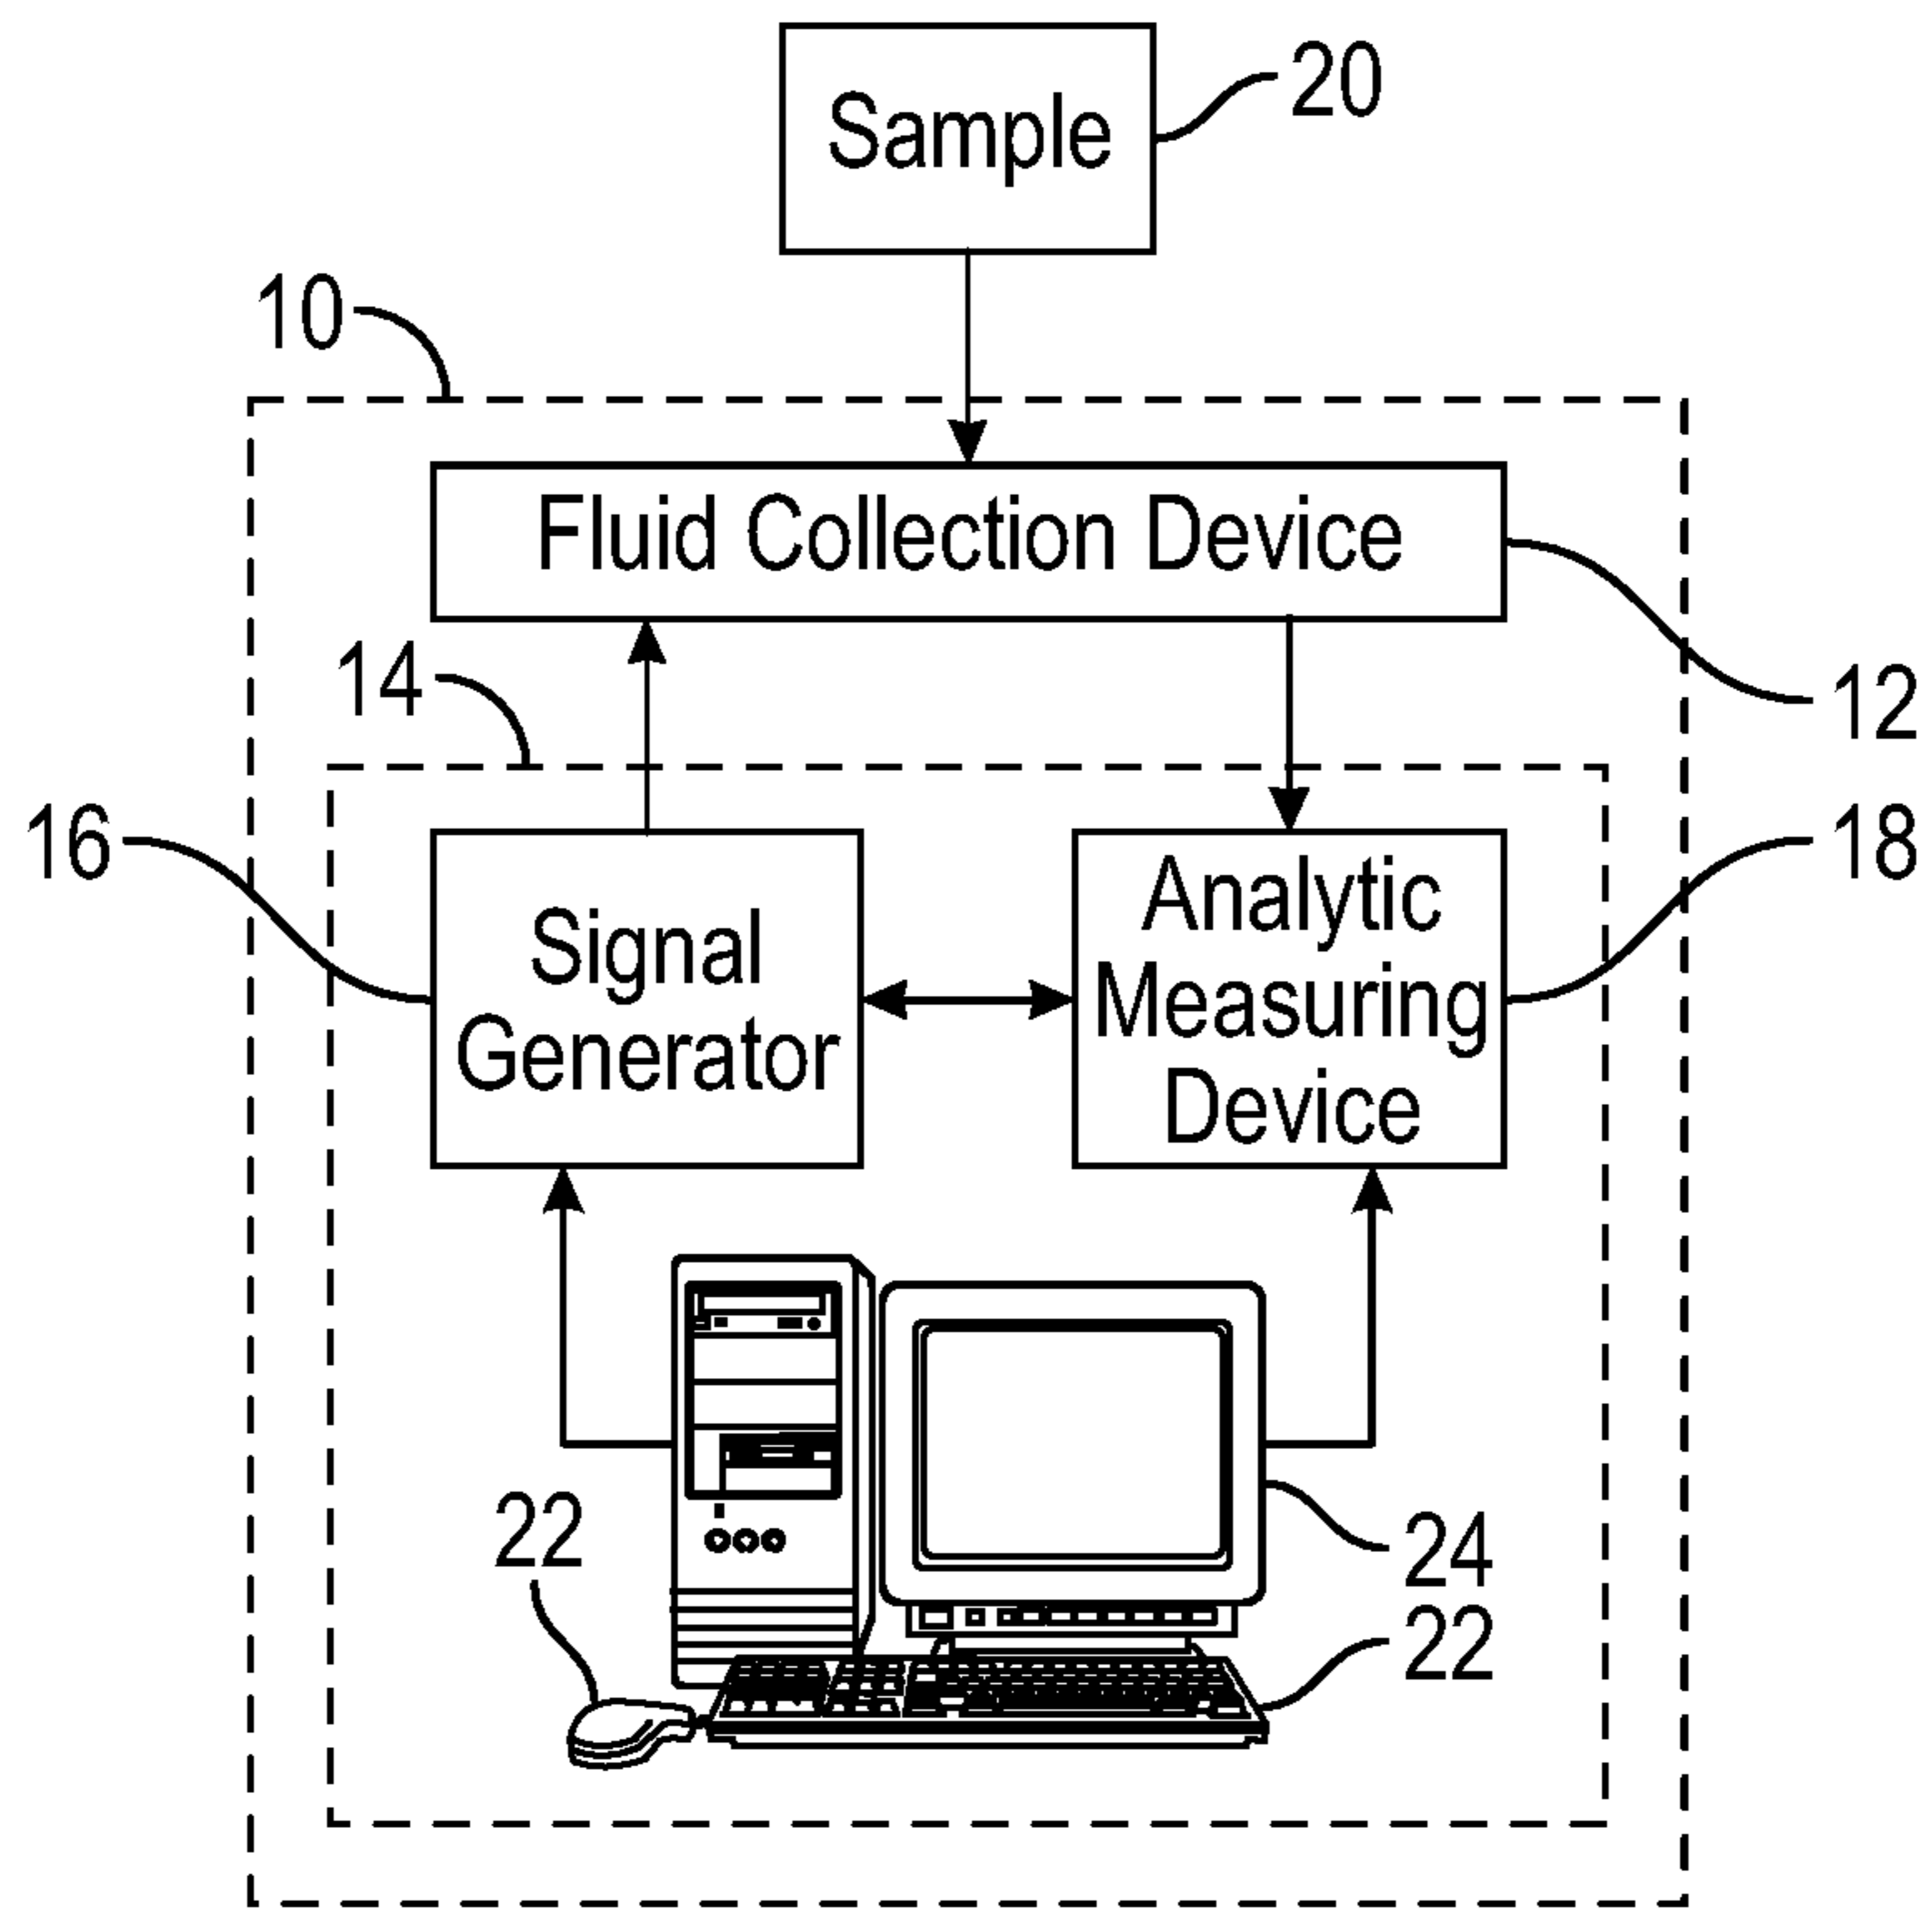 Sample
20
10
Fluid Collection Device
14
12
16
18
Signal
Generator
Analytic
Measuring
Device
22
24
22